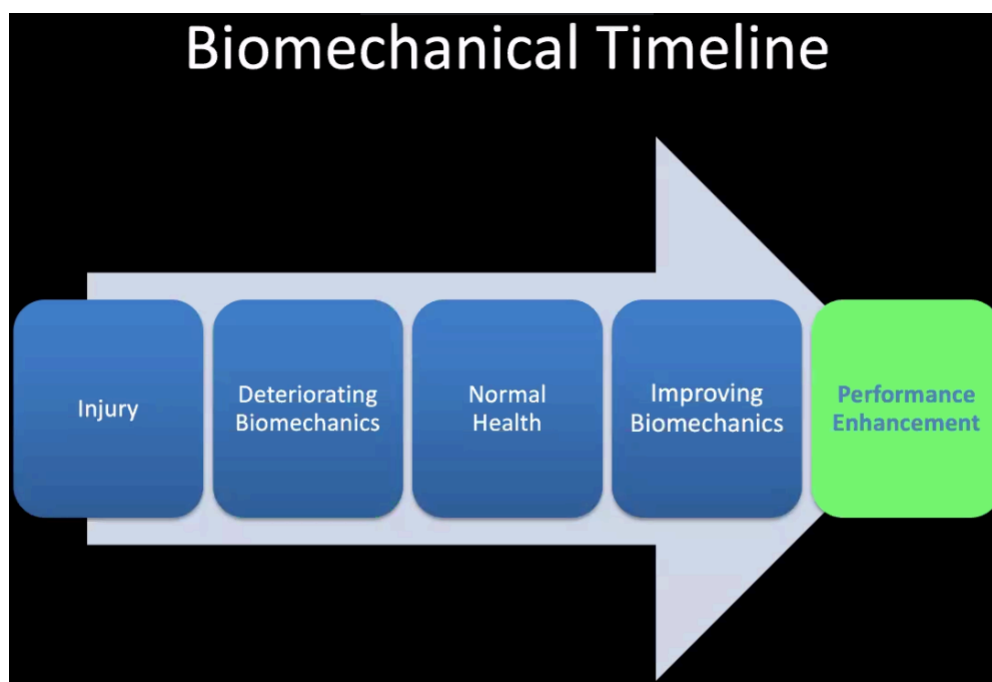 Biomechanical Timeline
Injury
Deteriorating
Biomechanics
Normal
Health
Improving
Biomechanics
Performance
Enhancement